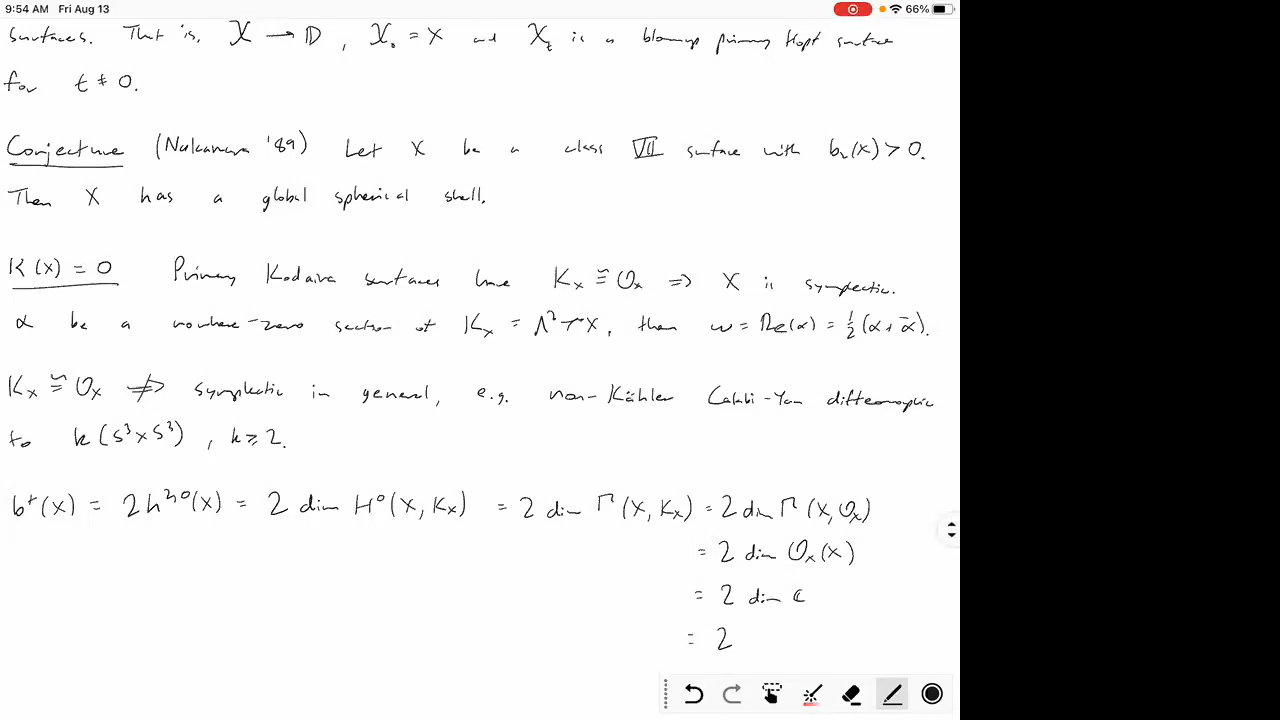 9:54 AM Fri Aug 13 66%
surfaces. That is, 𝒳 → 𝔻, 𝒳₀ = X and 𝒳ₜ is a blownup primary Hopf surface
for t ≠ 0.
Conjecture (Nakamura '89) Let X be a class VII surface with b₂(X) > 0.
Then X has a global spherical shell.
K(X) = 0 Primary Kodaira surfaces have K_X ≅ O_X ⇒ X is symplectic.
α be a nowhere-zero section of K_X = Λ²T*X, then ω = Re(α) = ½(α + ᾱ).
K_X ≅ O_X ⇏ symplectic in general, e.g. non-Kähler Calabi-Yau diffeomorphic
to k(S³×S³), k ≥ 2.
b⁺(X) = 2h²,⁰(X) = 2 dim H⁰(X, K_X) = 2 dim Γ(X, K_X) = 2 dim Γ(X, O_X)
= 2 dim O_X(X)
= 2 dim ℂ
= 2